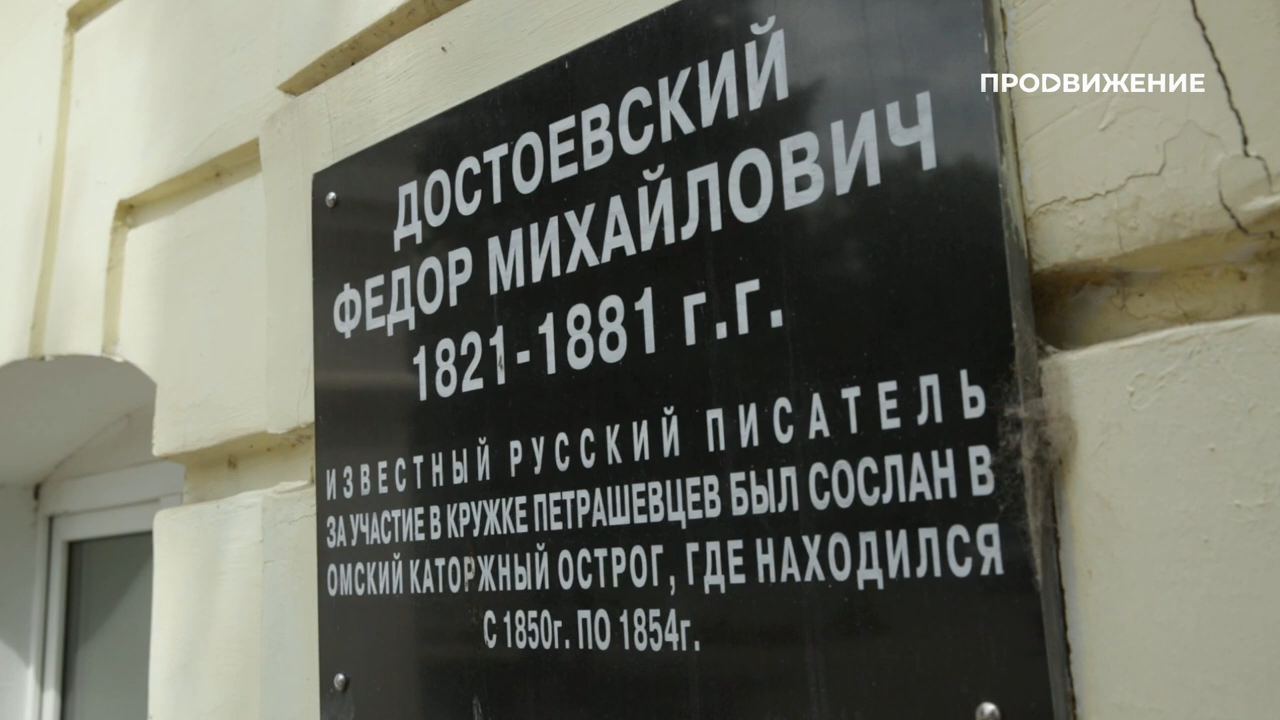 ПРОДВИЖЕНИЕ
ДОСТОЕВСКИЙ
ФЕДОР МИХАЙЛОВИЧ
1821-1881 г.г.
ИЗВЕСТНЫЙ РУССКИЙ ПИСАТЕЛЬ
ЗА УЧАСТИЕ В КРУЖКЕ ПЕТРАШЕВЦЕВ БЫЛ СОСЛАН В
ОМСКИЙ КАТОРЖНЫЙ ОСТРОГ, ГДЕ НАХОДИЛСЯ
С 1850г. ПО 1854г.